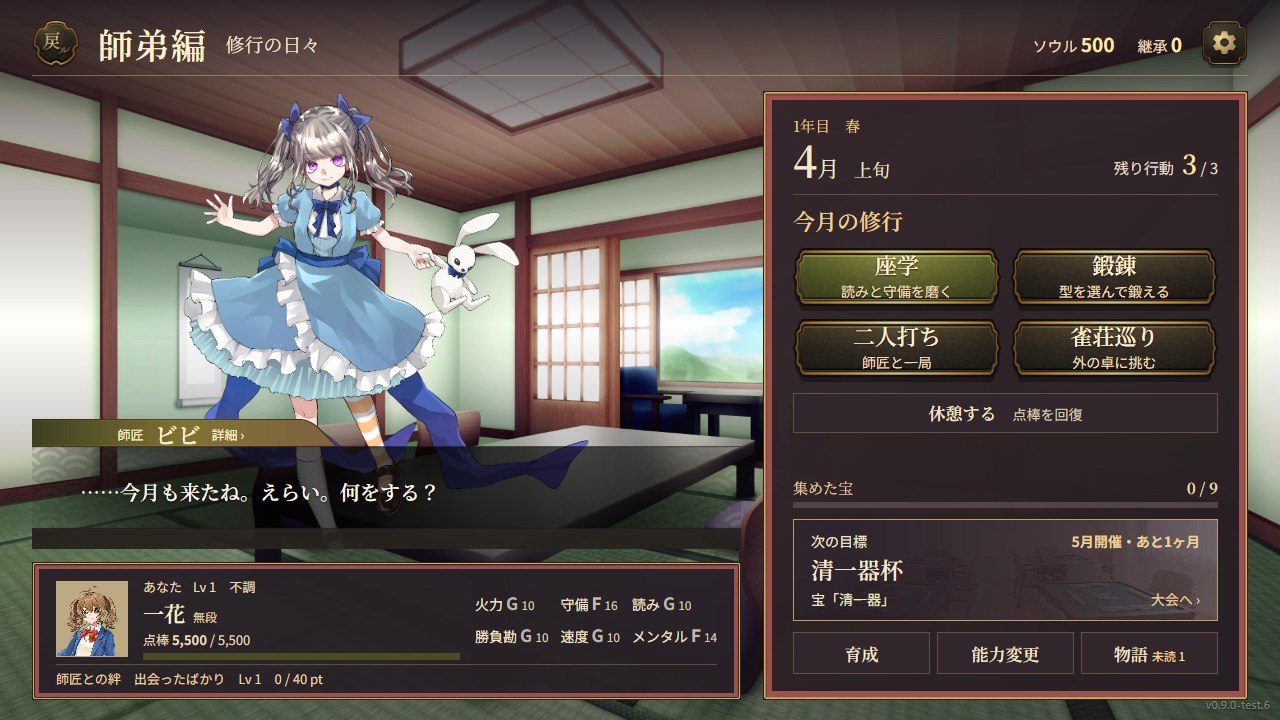 戻
師弟編 修行の日々
ソウル 500 継承 0
1年目 春
4月 上旬
残り行動 3 / 3
今月の修行
座学
読みと守備を磨く
鍛錬
型を選んで鍛える
二人打ち
師匠と一局
雀荘巡り
外の卓に挑む
休憩する 点棒を回復
集めた宝 0 / 9
次の目標 5月開催・あと1ヶ月
清一器杯
宝「清一器」 大会へ ›
育成 能力変更 物語 未読 1
師匠 ビビ 詳細 ›
……今月も来たね。えらい。何をする？
あなた Lv 1 不調
一花 無段
点棒 5,500 / 5,500
火力 G 10 守備 F 16 読み G 10
勝負勘 G 10 速度 G 10 メンタル F 14
師匠との絆 出会ったばかり Lv 1 0 / 40 pt
v0.9.0-test.6